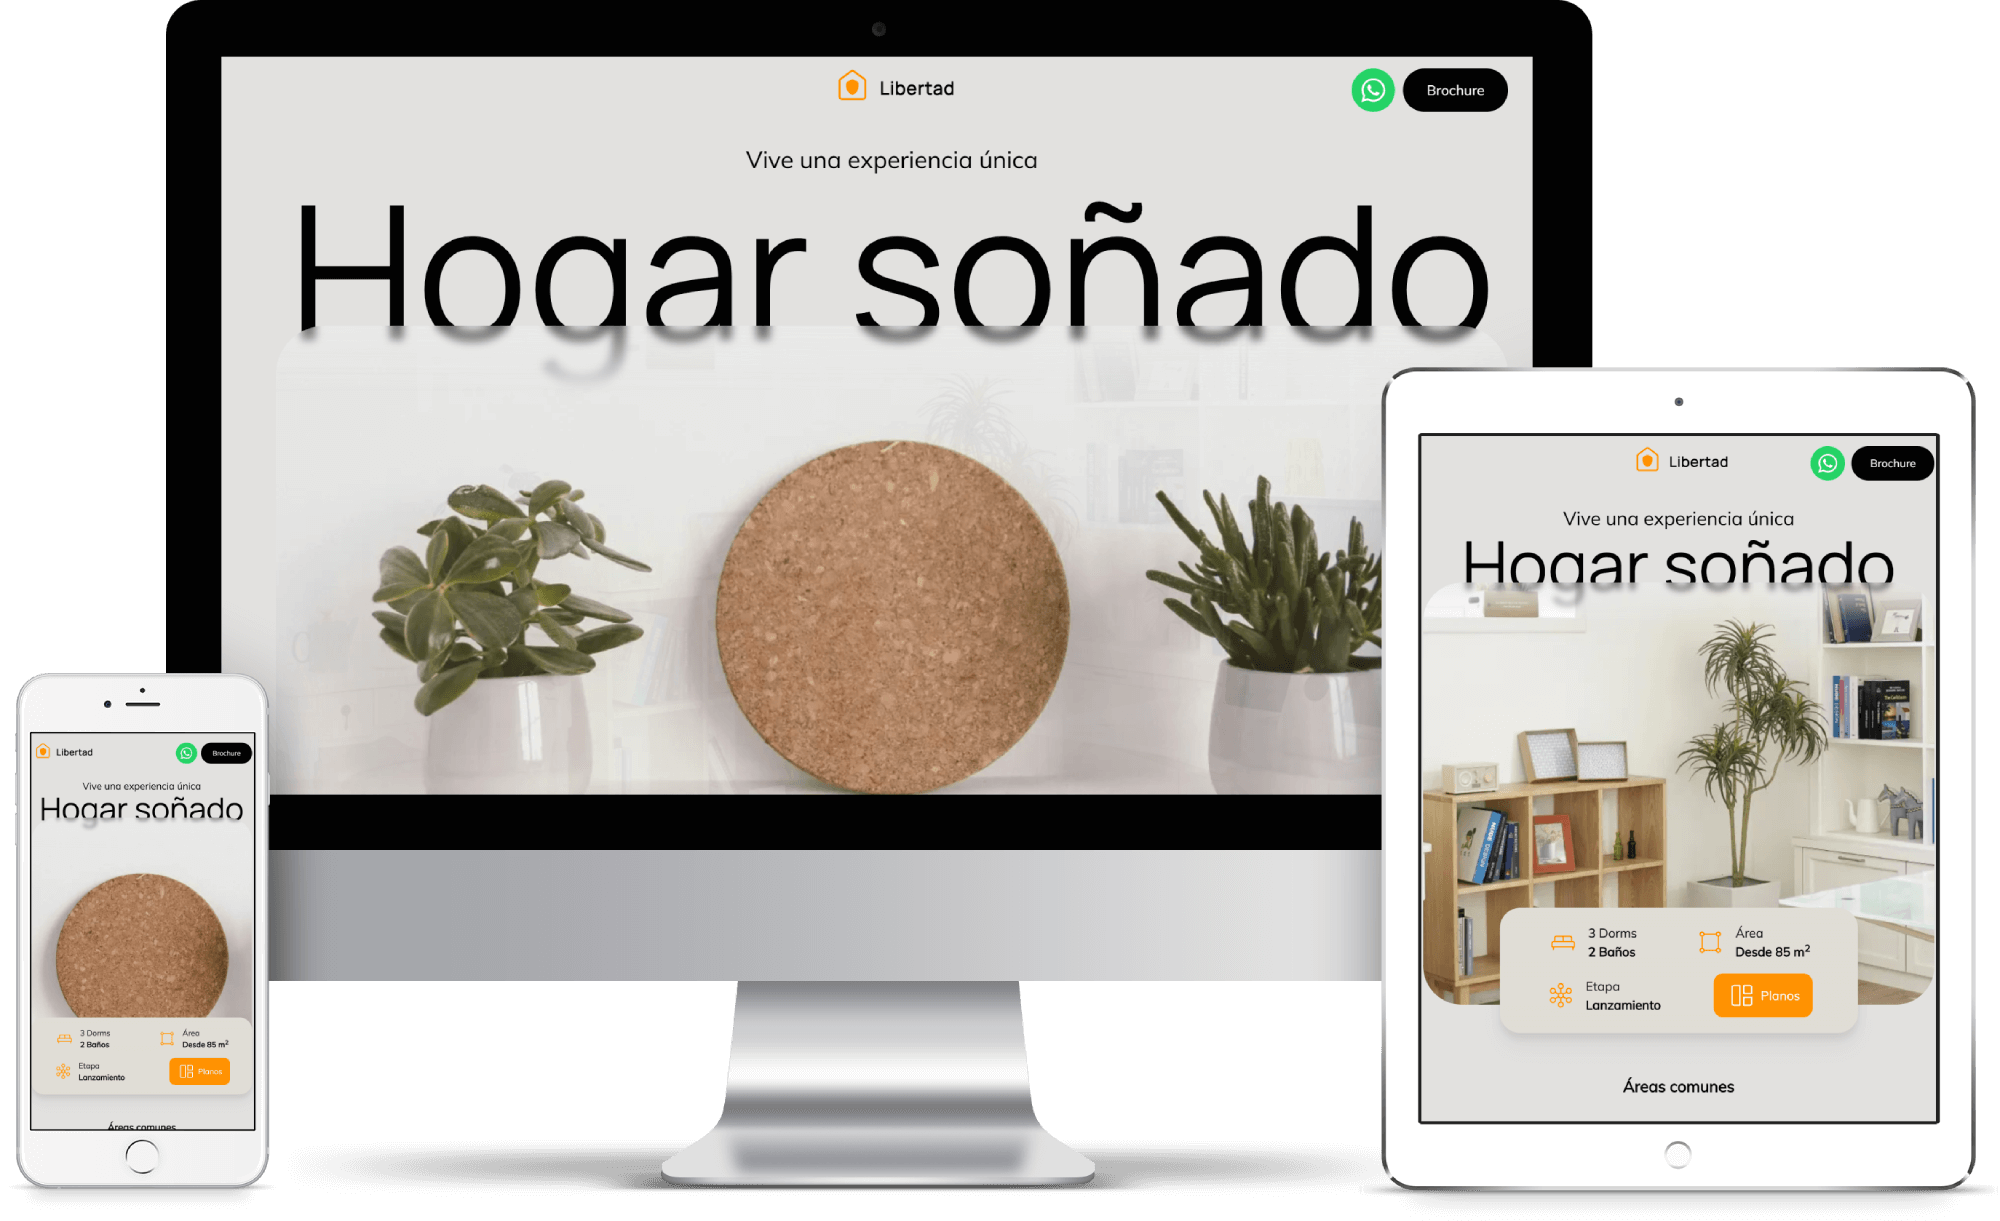 Libertad
Brochure
Vive una experiencia única
Hogar soñado
Libertad
Brochure
Vive una experiencia única
Hogar soñado
3 Dorms
2 Baños
Área
Desde 85 m²
Etapa
Lanzamiento
Planos
Áreas comunes
Libertad
Brochure
Vive una experiencia única
Hogar soñado
3 Dorms
2 Baños
Área
Desde 85 m²
Etapa
Lanzamiento
Planos
Áreas comunes